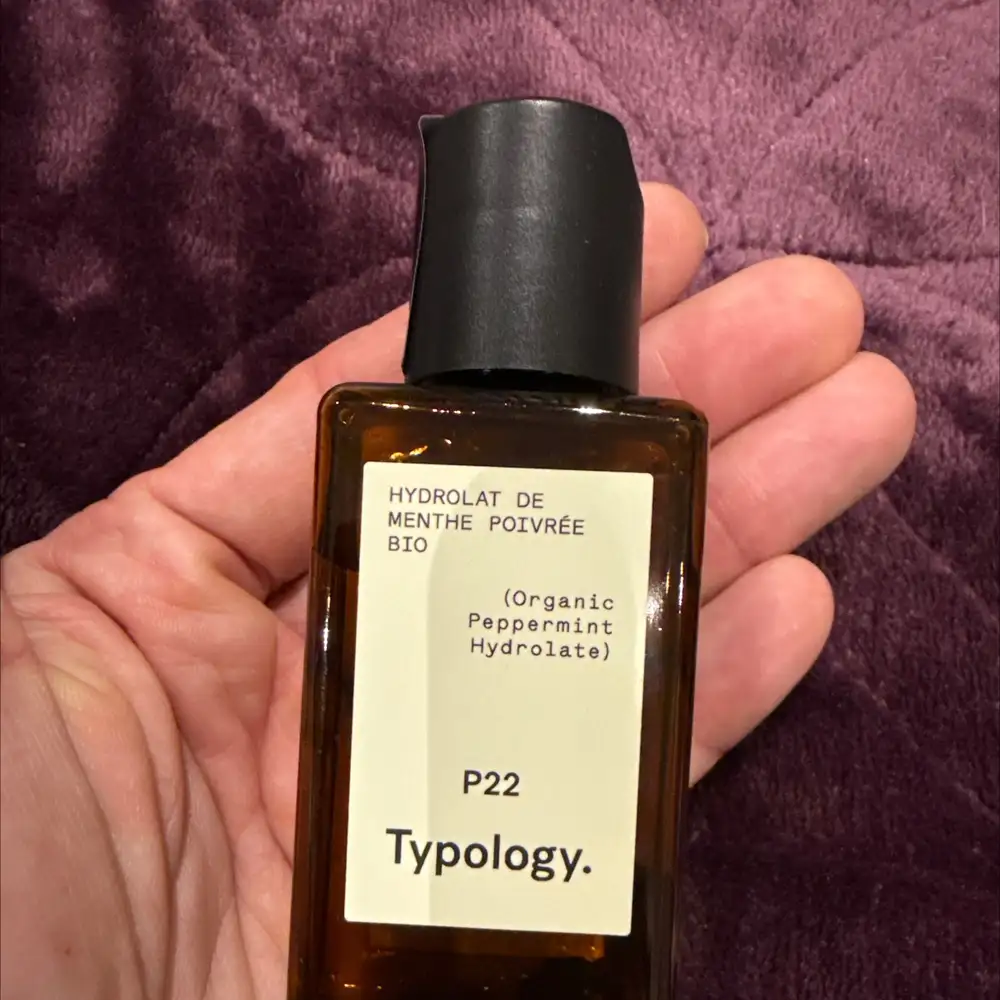 HYDROLAT DE
MENTHE POIVRÉE
BIO
(Organic
Peppermint
Hydrolate)
P22
Typology.